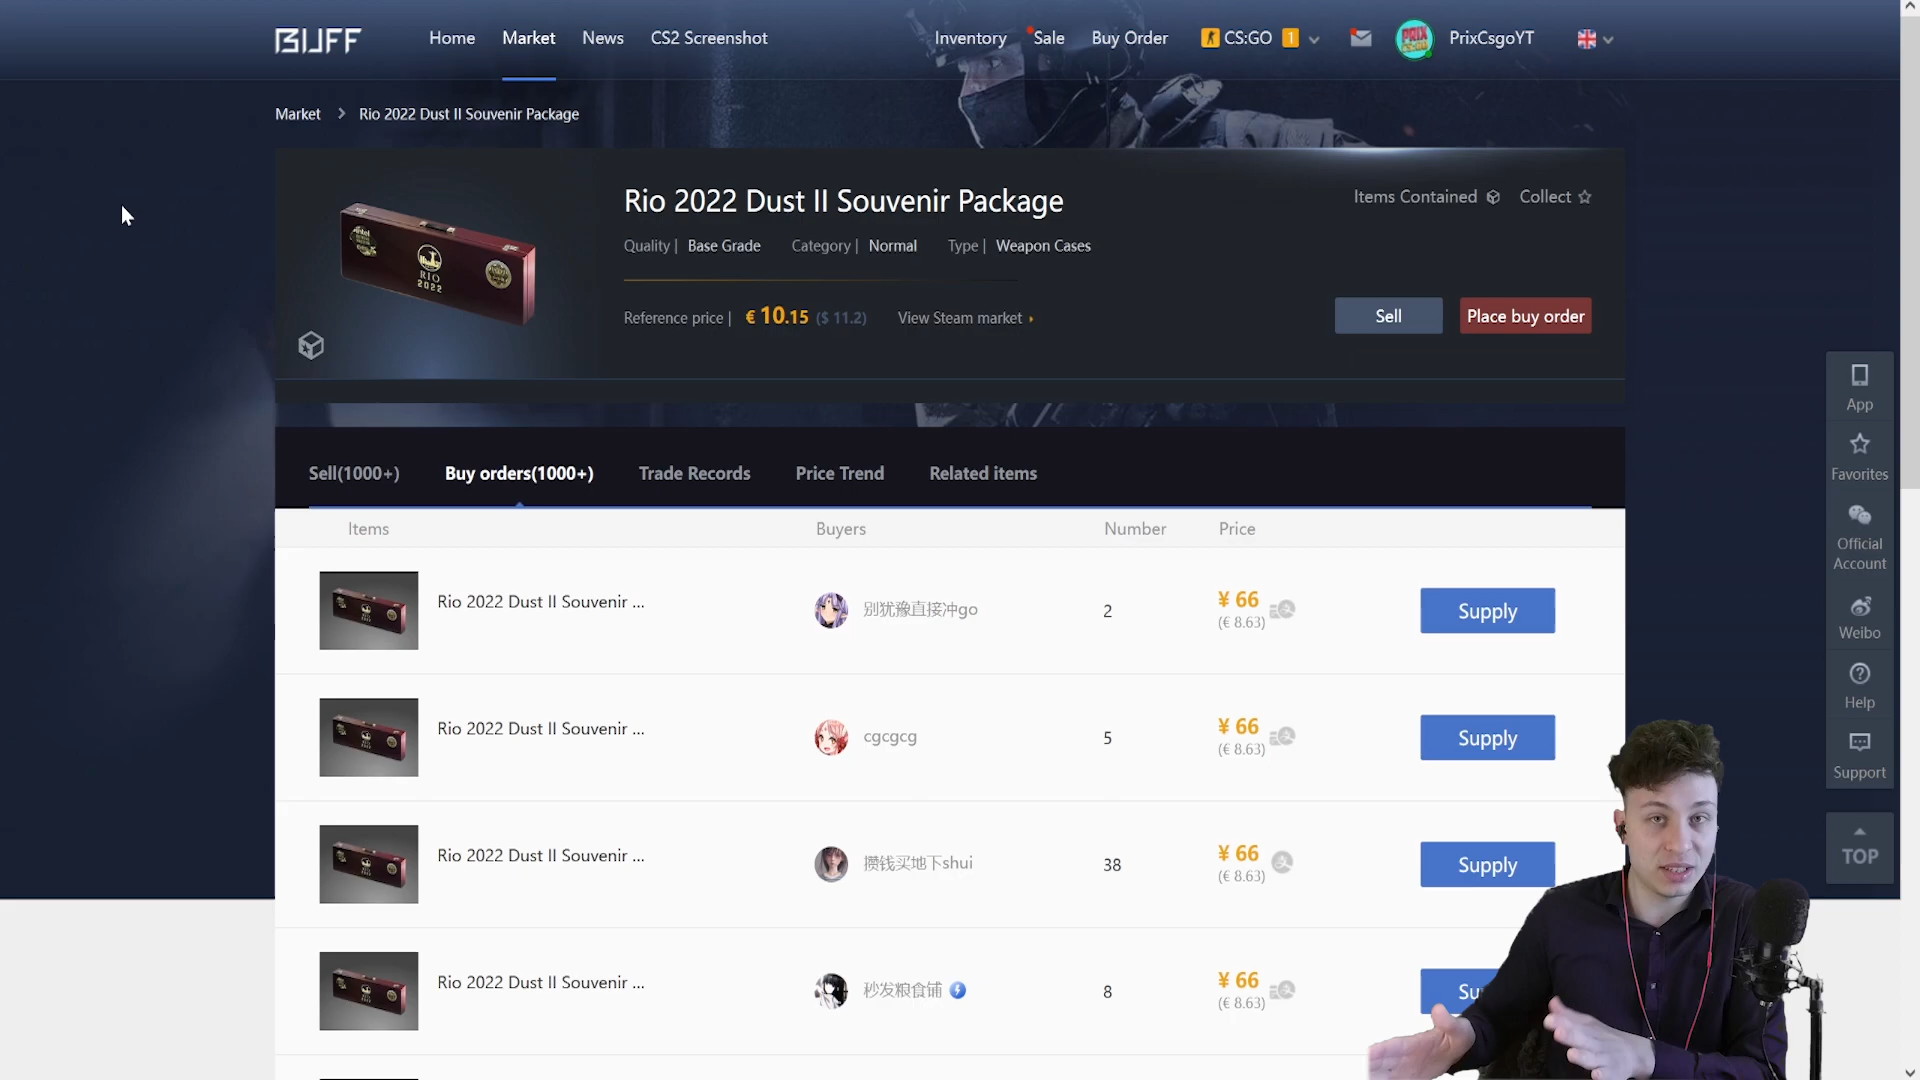 BUFF
Home
Market
News
CS2 Screenshot
Inventory
Sale
Buy Order
CS:GO
1
PrixCsgoYT
Market
Rio 2022 Dust II Souvenir Package
Rio 2022 Dust II Souvenir Package
Items Contained
Collect
Quality | Base Grade
Category | Normal
Type | Weapon Cases
RIO
2022
Reference price | € 10.15 ($ 11.2)
View Steam market
Sell
Place buy order
Sell(1000+)
Buy orders(1000+)
Trade Records
Price Trend
Related items
Items
Buyers
Number
Price
Rio 2022 Dust II Souvenir ...
别犹豫直接冲go
2
¥ 66
(€ 8.63)
Supply
Rio 2022 Dust II Souvenir ...
cgcgcg
5
¥ 66
(€ 8.63)
Supply
Rio 2022 Dust II Souvenir ...
攒钱买地下shui
38
¥ 66
(€ 8.63)
Supply
Rio 2022 Dust II Souvenir ...
秒发粮食铺
8
¥ 66
(€ 8.63)
Su
App
Favorites
Official
Account
Weibo
Help
Support
TOP